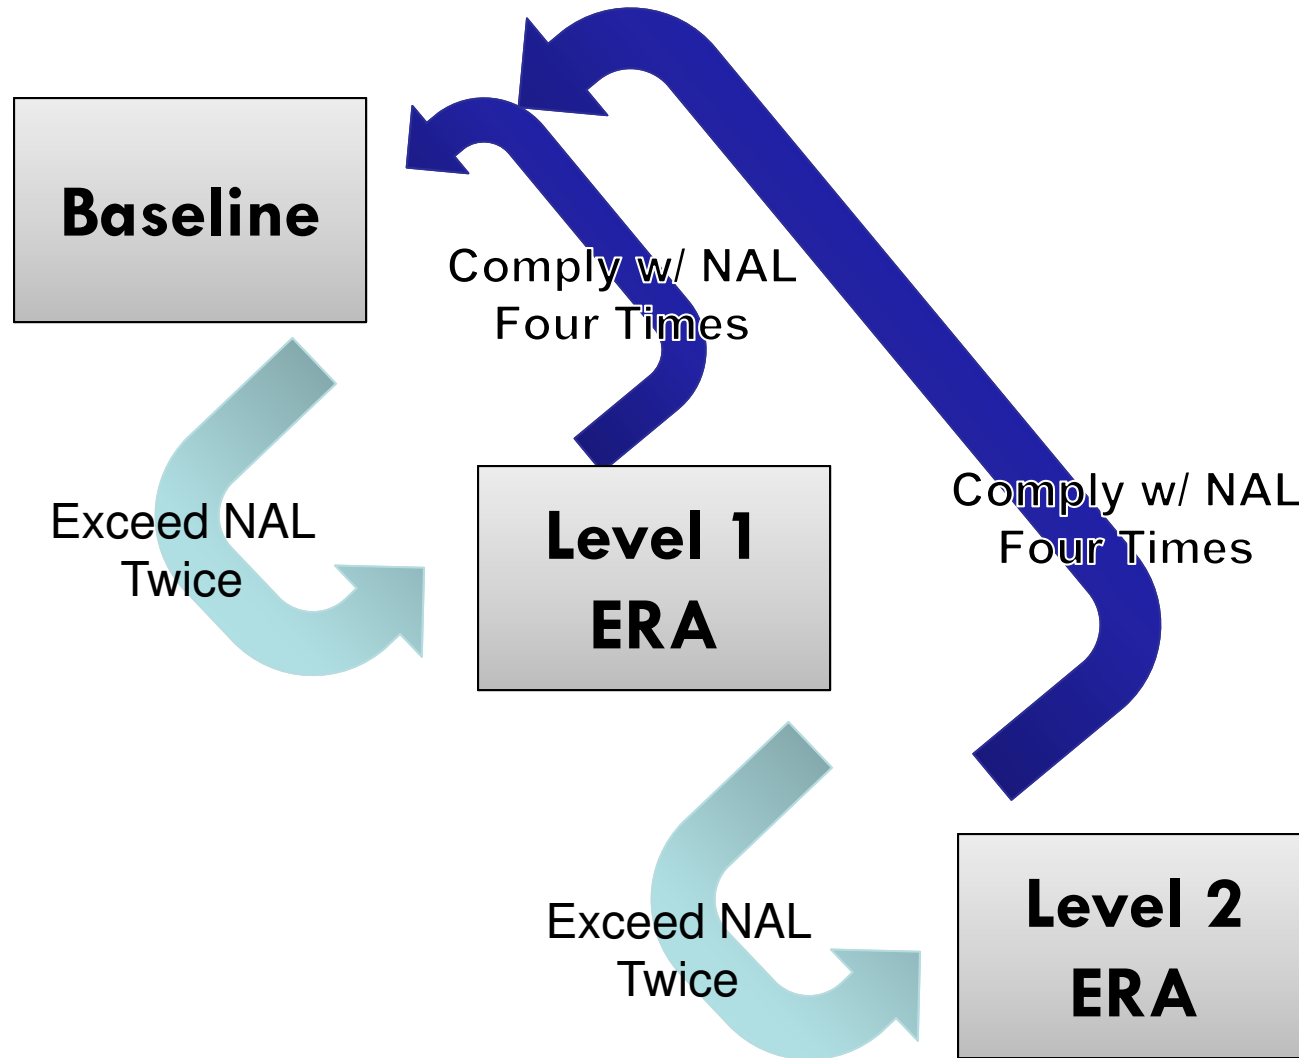 Baseline
Comply w/ NAL
Four Times
Exceed NAL
Twice
Level 1
ERA
Comply w/ NAL
Four Times
Exceed NAL
Twice
Level 2
ERA